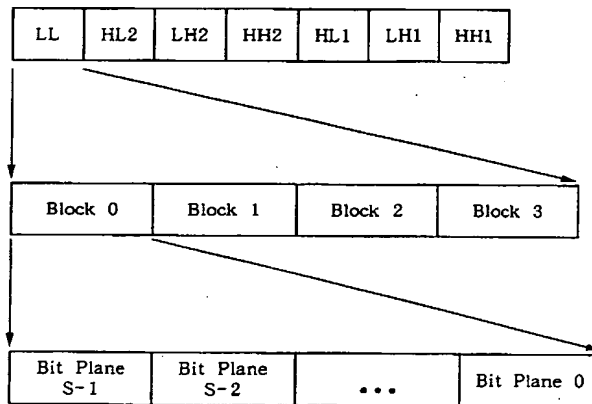 LL HL2 LH2 HH2 HL1 LH1 HH1
Block 0 Block 1 Block 2 Block 3
Bit Plane S-1 Bit Plane S-2 ... Bit Plane 0